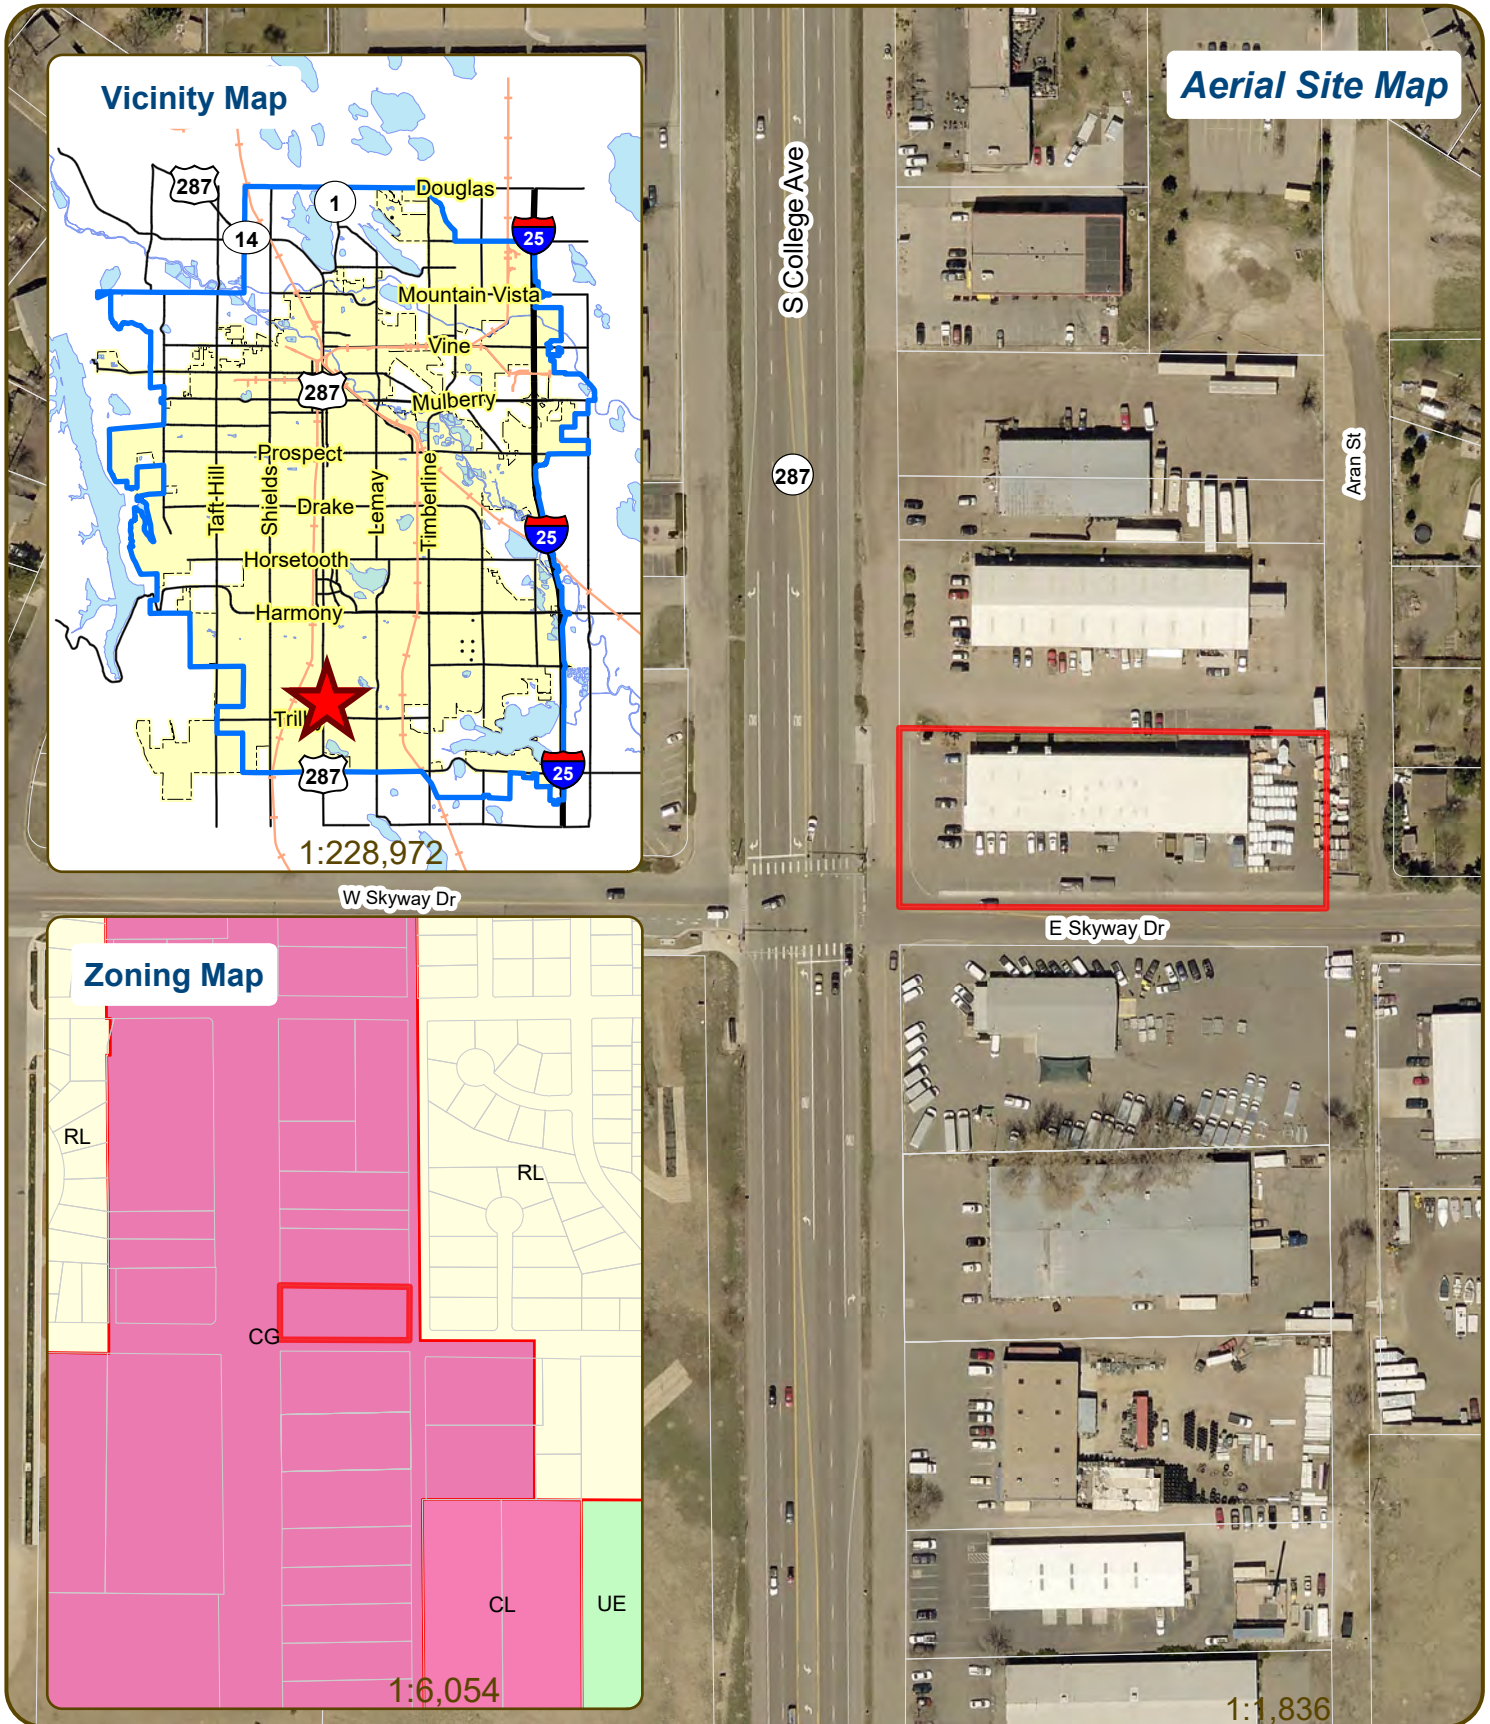 Vicinity Map
Aerial Site Map
287
1
14
Douglas
25
Mountain Vista
Vine
287
Mulberry
Prospect
Taft Hill
Shields
Drake
Lemay
Timberline
25
Horsetooth
Harmony
287
25
1:228,972
S College Ave
287
Aran St
W Skyway Dr
E Skyway Dr
Zoning Map
RL
RL
CG
CL
UE
1:6,054
1:1,836